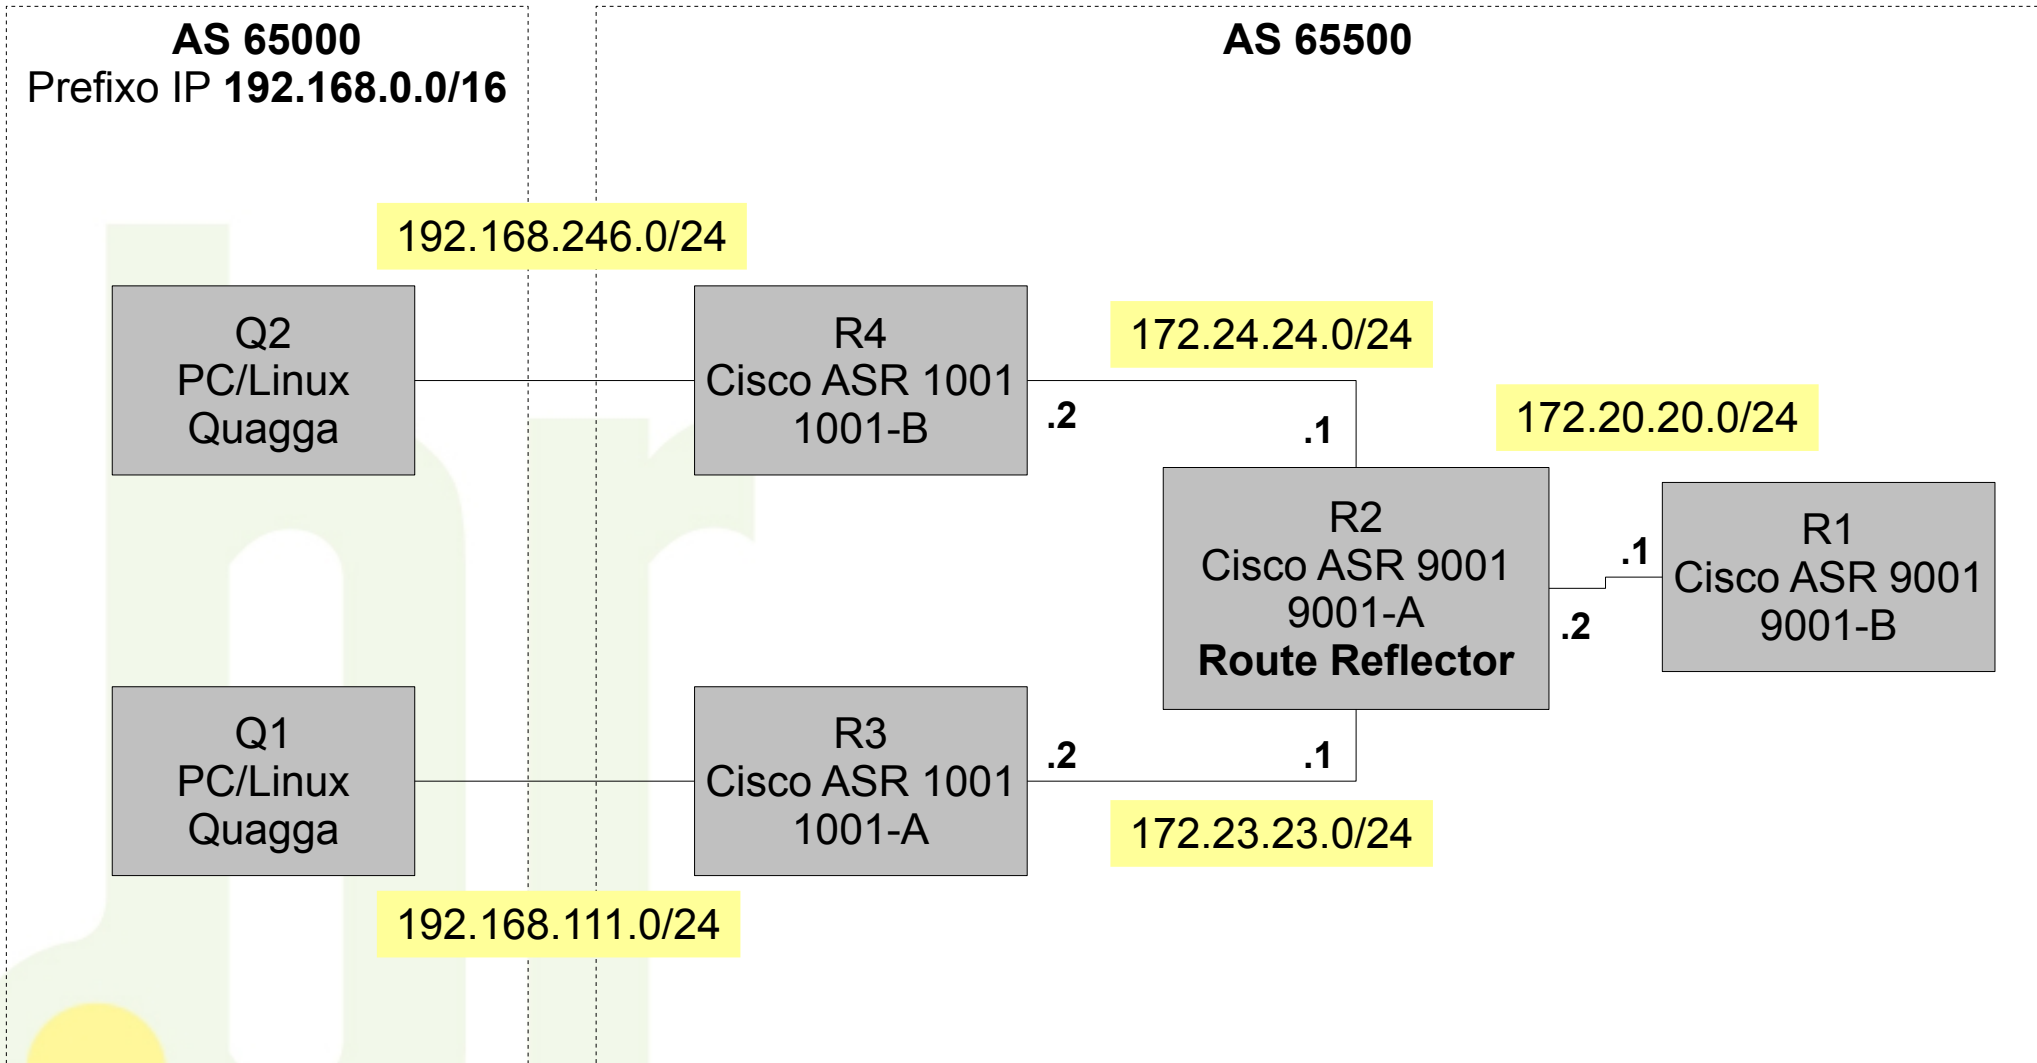 AS 65000
Prefixo IP 192.168.0.0/16
AS 65500
192.168.246.0/24
Q2
PC/Linux
Quagga
R4
Cisco ASR 1001
1001-B
172.24.24.0/24
.2
.1
172.20.20.0/24
R2
Cisco ASR 9001
9001-A
Route Reflector
.1
.2
R1
Cisco ASR 9001
9001-B
Q1
PC/Linux
Quagga
R3
Cisco ASR 1001
1001-A
.2
.1
172.23.23.0/24
192.168.111.0/24